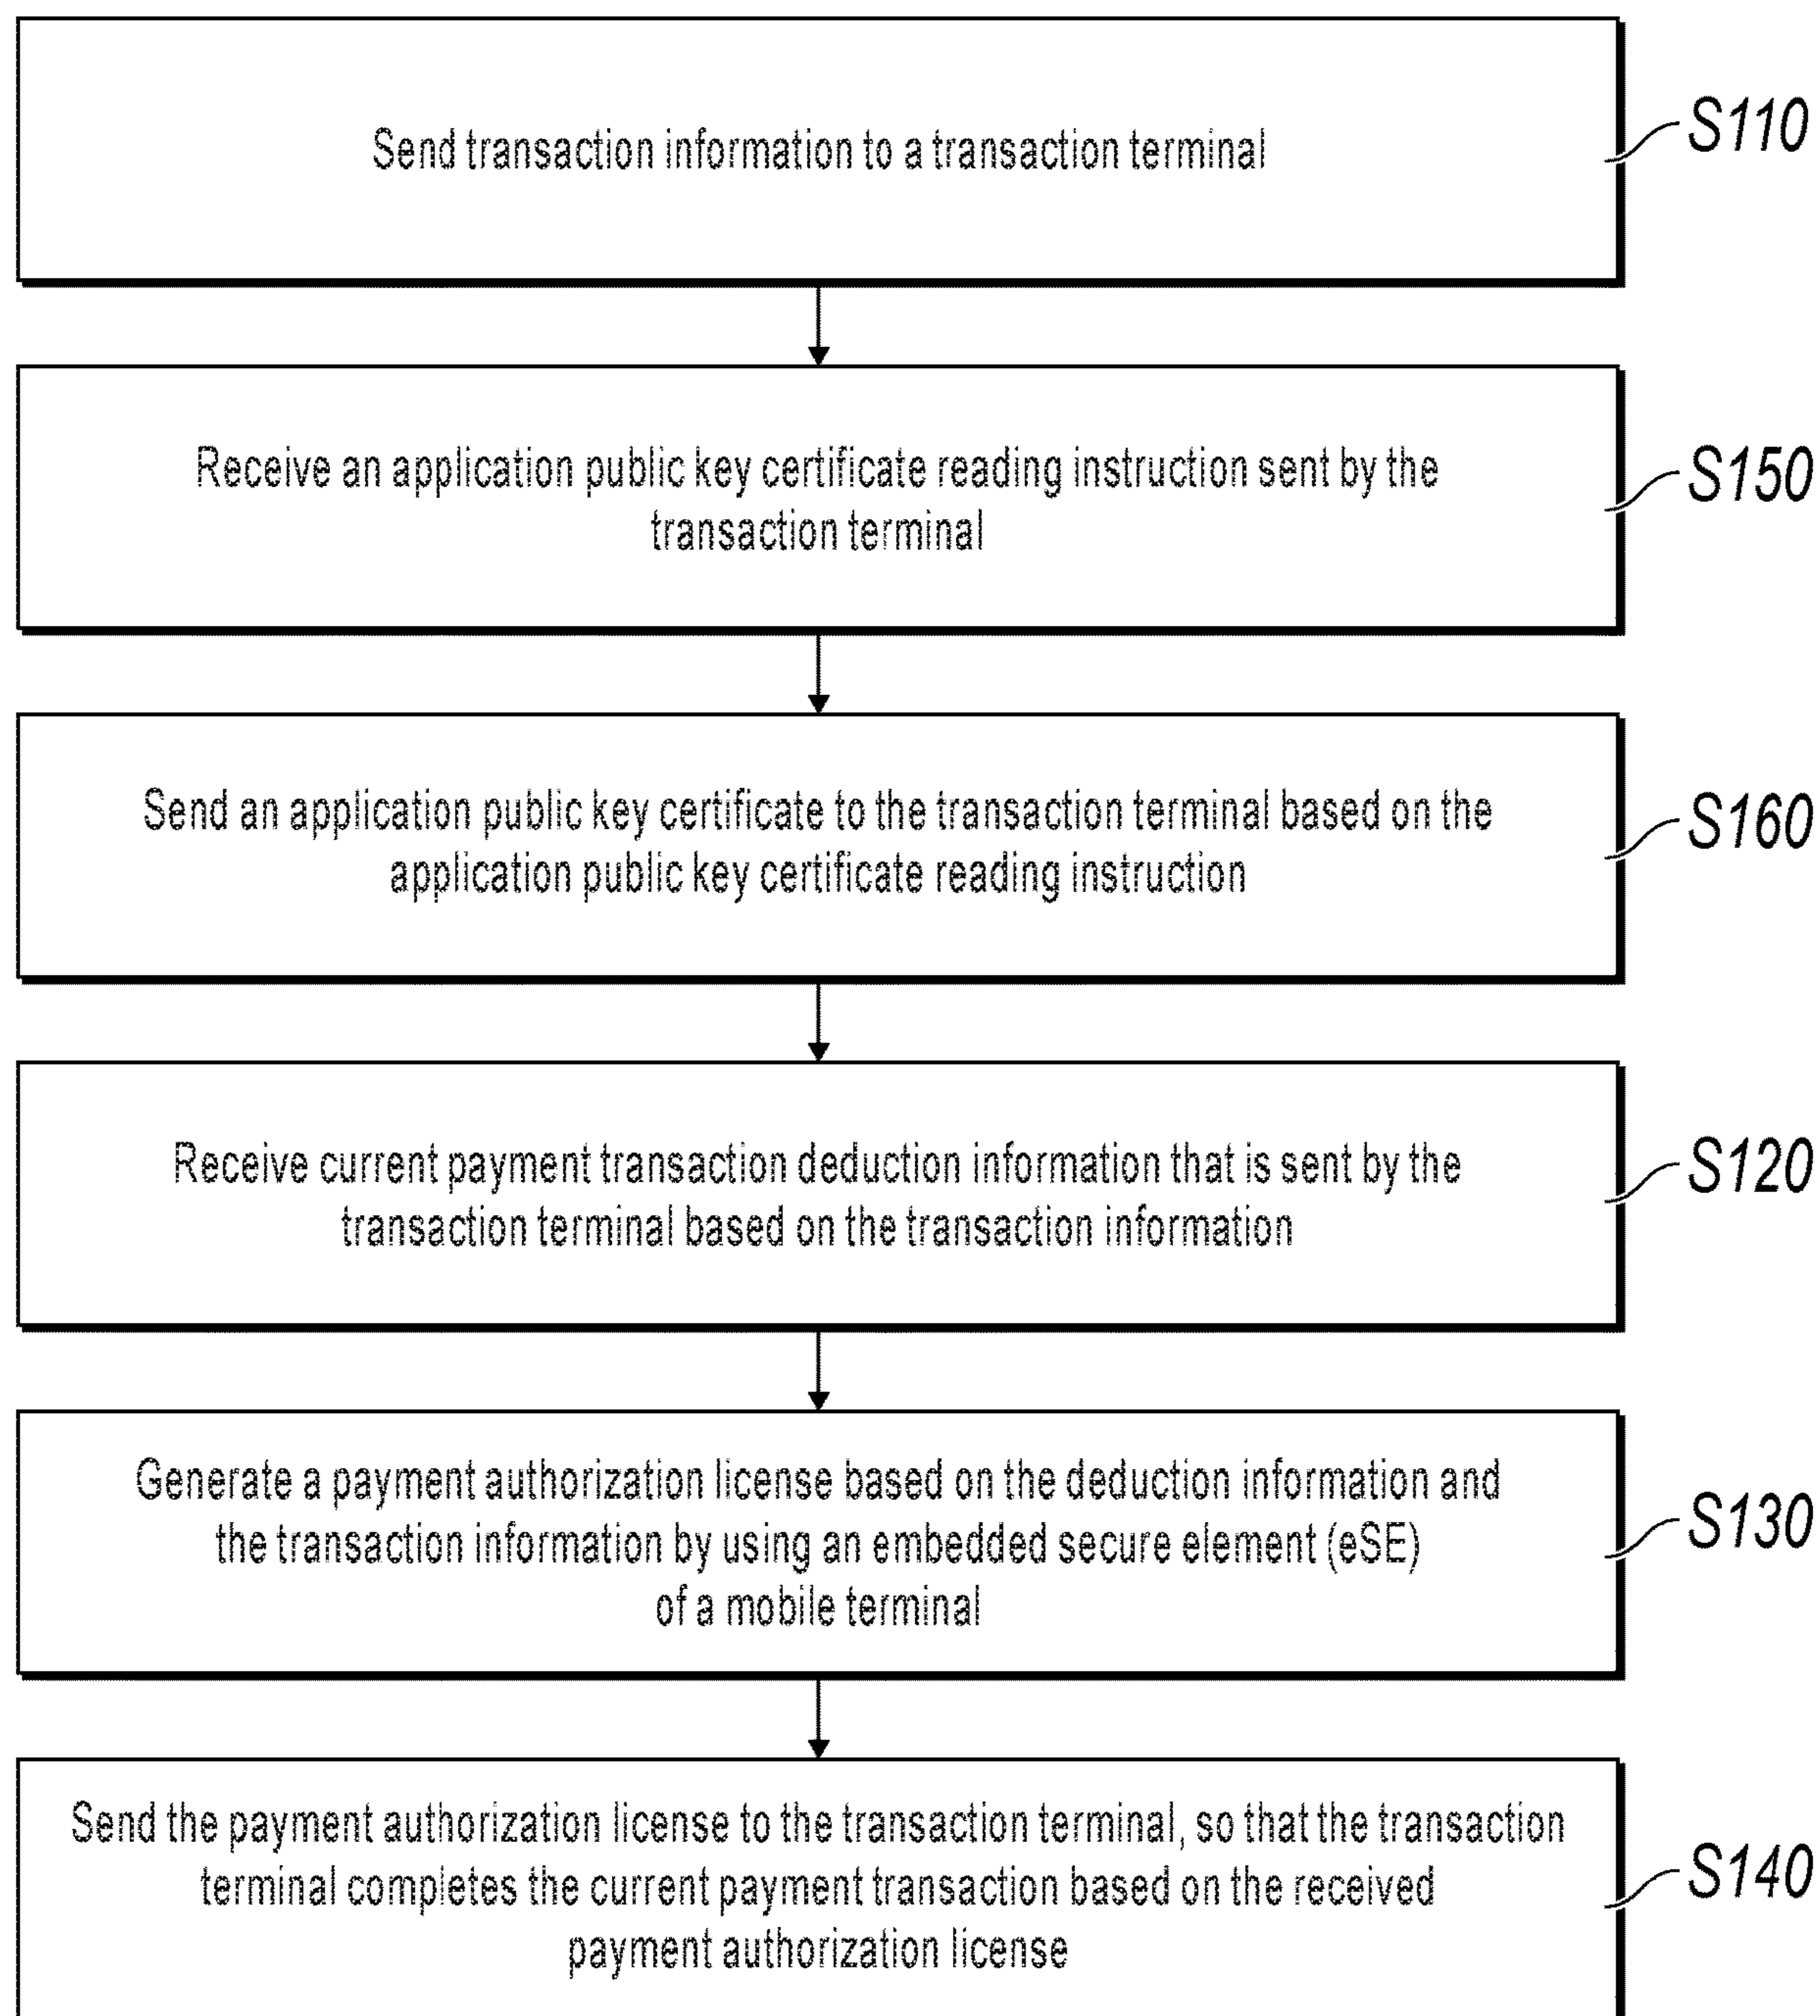 Send transaction information to a transaction terminal
S110
Receive an application public key certificate reading instruction sent by the
transaction terminal
S150
Send an application public key certificate to the transaction terminal based on the
application public key certificate reading instruction
S160
Receive current payment transaction deduction information that is sent by the
transaction terminal based on the transaction information
S120
Generate a payment authorization license based on the deduction information and
the transaction information by using an embedded secure element (eSE)
of a mobile terminal
S130
Send the payment authorization license to the transaction terminal, so that the transaction
terminal completes the current payment transaction based on the received
payment authorization license
S140